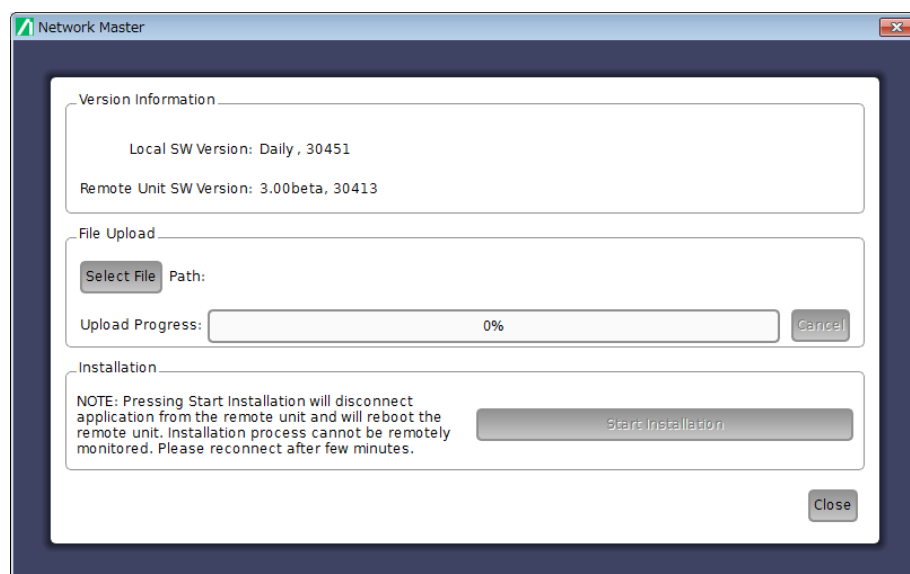 Network Master
Version Information
Local SW Version: Daily , 30451
Remote Unit SW Version: 3.00beta, 30413
File Upload
Select File Path:
Upload Progress: 0% Cancel
Installation
NOTE: Pressing Start Installation will disconnect
application from the remote unit and will reboot the
remote unit. Installation process cannot be remotely
monitored. Please reconnect after few minutes.
Start Installation
Close